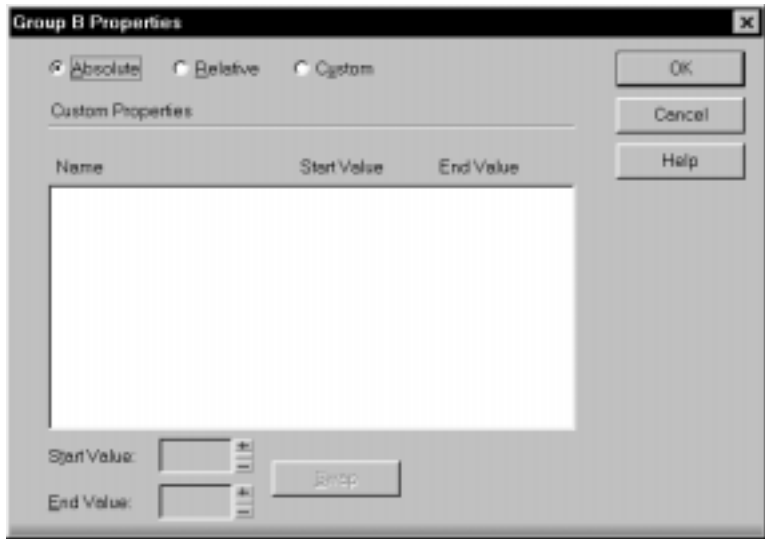 Group B Properties
Absolute Relative Custom OK
Custom Properties Cancel
Name Start Value End Value Help
Start Value:
Swap
End Value: